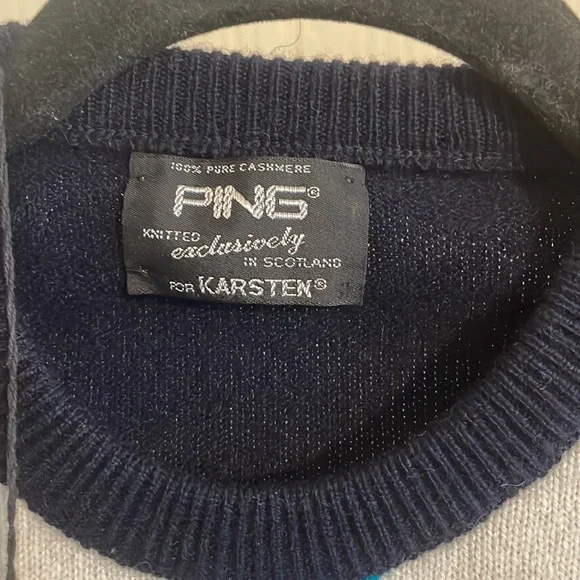 100% PURE CASHMERE
PING®
KNITTED exclusively
IN SCOTLAND
FOR KARSTEN®